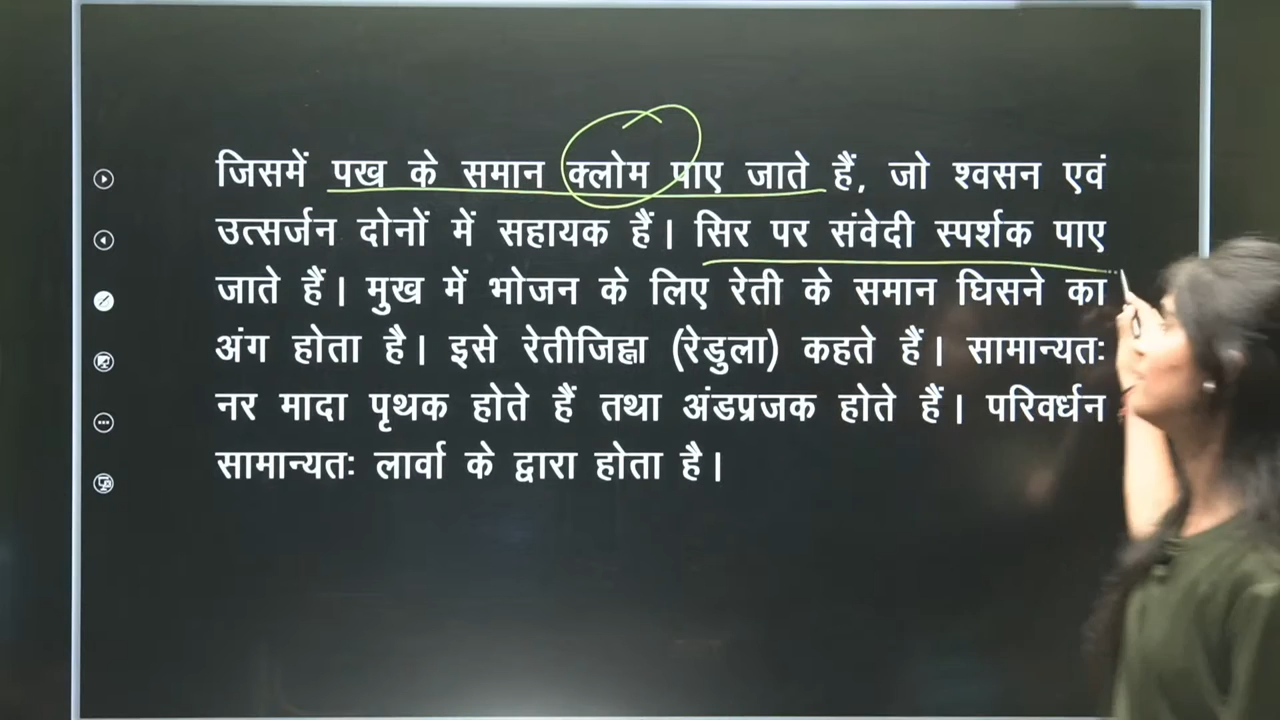 जिसमें पख के समान क्लोम पाए जाते हैं, जो श्वसन एवं
उत्सर्जन दोनों में सहायक हैं। सिर पर संवेदी स्पर्शक पाए
जाते हैं। मुख में भोजन के लिए रेती के समान घिसने का
अंग होता है। इसे रेतीजिह्वा (रेडुला) कहते हैं। सामान्यतः
नर मादा पृथक होते हैं तथा अंडप्रजक होते हैं। परिवर्धन
सामान्यतः लार्वा के द्वारा होता है।